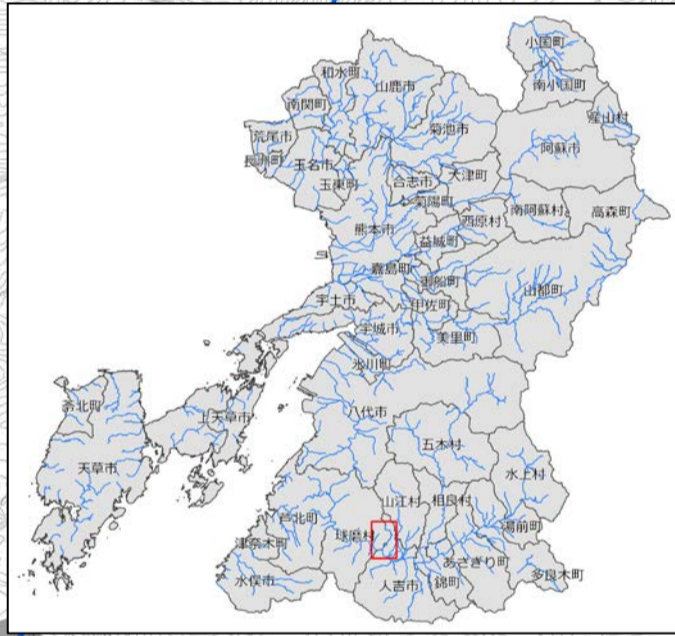 小国町
南小国町
産山村
和水町
山鹿市
南関町
菊池市
荒尾市
長洲町
玉名市
玉東町
阿蘇市
合志市
大津町
菊陽町
西原村
南阿蘇村
高森町
熊本市
益城町
嘉島町
御船町
山都町
宇土市
甲佐町
宇城市
美里町
氷川町
八代市
苓北町
上天草市
天草市
五木村
水上村
山江村
相良村
湯前町
芦北町
球磨村
津奈木町
あさぎり町
多良木町
水俣市
人吉市
錦町